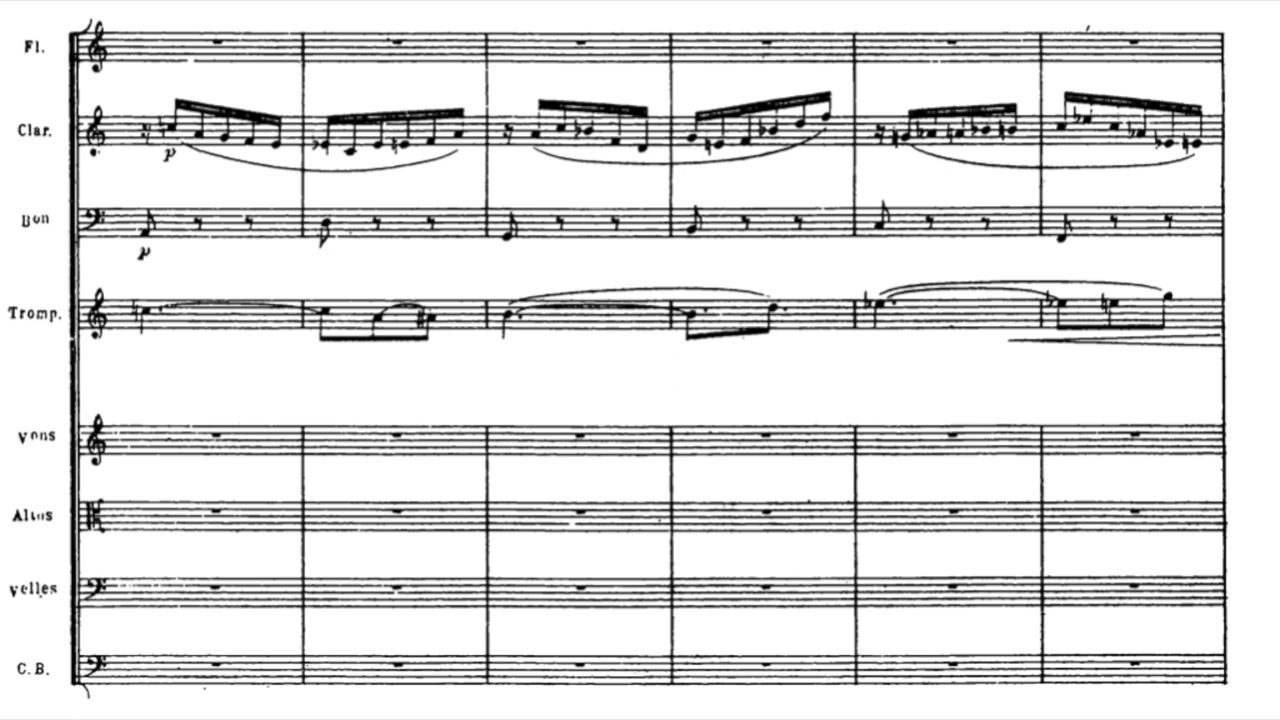 Fl.
Clar.
p
Bon
p
Tromp.
Vons
Altos
Velles
C.B.